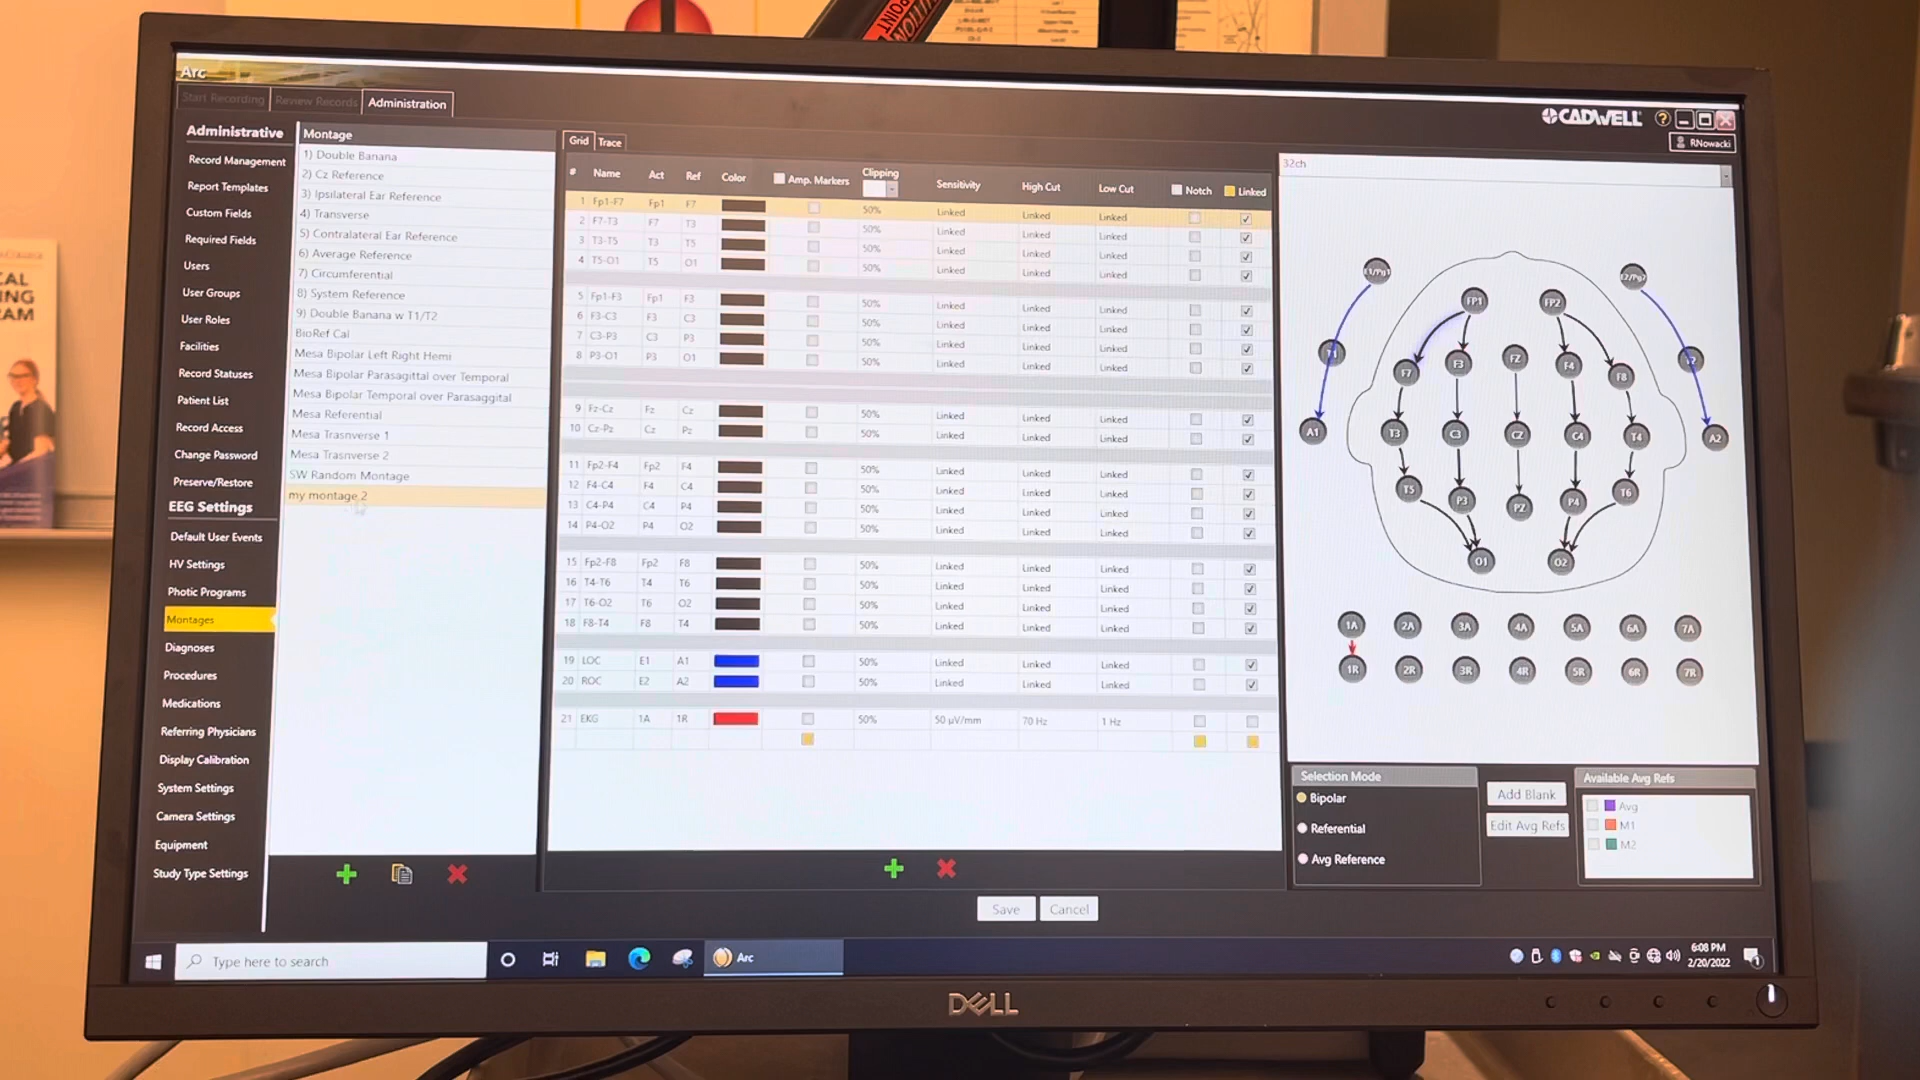 POINT
CAL
NG
AM
Arc
Start Recording Review Records Administration
CADWELL ?
RNowacki
Administrative
Record Management
Report Templates
Custom Fields
Required Fields
Users
User Groups
User Roles
Facilities
Record Statuses
Patient List
Record Access
Change Password
Preserve/Restore
EEG Settings
Default User Events
HV Settings
Photic Programs
Montages
Diagnoses
Procedures
Medications
Referring Physicians
Display Calibration
System Settings
Camera Settings
Equipment
Study Type Settings
Montage
1) Double Banana
2) Cz Reference
3) Ipsilateral Ear Reference
4) Transverse
5) Contralateral Ear Reference
6) Average Reference
7) Circumferential
8) System Reference
9) Double Banana w T1/T2
BioRef Cal
Mesa Bipolar Left Right Hemi
Mesa Bipolar Parasagittal over Temporal
Mesa Bipolar Temporal over Parasaggital
Mesa Referential
Mesa Trasnverse 1
Mesa Trasnverse 2
SW Random Montage
my montage 2
Grid Trace
# Name Act Ref Color Amp. Markers Clipping Sensitivity High Cut Low Cut Notch Linked
1 Fp1-F7 Fp1 F7 50% Linked Linked Linked
2 F7-T3 F7 T3 50% Linked Linked Linked
3 T3-T5 T3 T5 50% Linked Linked Linked
4 T5-O1 T5 O1 50% Linked Linked Linked
5 Fp1-F3 Fp1 F3 50% Linked Linked Linked
6 F3-C3 F3 C3 50% Linked Linked Linked
7 C3-P3 C3 P3 50% Linked Linked Linked
8 P3-O1 P3 O1 50% Linked Linked Linked
9 Fz-Cz Fz Cz 50% Linked Linked Linked
10 Cz-Pz Cz Pz 50% Linked Linked Linked
11 Fp2-F4 Fp2 F4 50% Linked Linked Linked
12 F4-C4 F4 C4 50% Linked Linked Linked
13 C4-P4 C4 P4 50% Linked Linked Linked
14 P4-O2 P4 O2 50% Linked Linked Linked
15 Fp2-F8 Fp2 F8 50% Linked Linked Linked
16 T4-T6 T4 T6 50% Linked Linked Linked
17 T6-O2 T6 O2 50% Linked Linked Linked
18 F8-T4 F8 T4 50% Linked Linked Linked
19 LOC E1 A1 50% Linked Linked Linked
20 ROC E2 A2 50% Linked Linked Linked
21 EKG 1A 1R 50% 50 µV/mm 70 Hz 1 Hz
32ch
E1/Pg1 E2/Pg2
FP1 FP2
T1 F7 F3 FZ F4 F8 T2
A1 T3 C3 CZ C4 T4 A2
T5 P3 PZ P4 T6
O1 O2
1A 2A 3A 4A 5A 6A 7A
1R 2R 3R 4R 5R 6R 7R
Selection Mode
Bipolar
Referential
Avg Reference
Add Blank
Edit Avg Refs
Available Avg Refs
Avg
M1
M2
Save Cancel
Type here to search
Arc
6:08 PM
2/20/2022
1
DELL